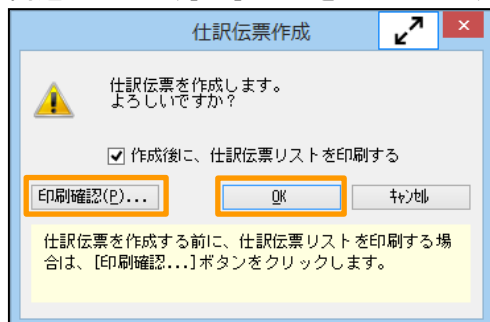 仕訳伝票作成
仕訳伝票を作成します。
よろしいですか？
作成後に、仕訳伝票リストを印刷する
印刷確認(P)...
OK
キャンセル
仕訳伝票を作成する前に、仕訳伝票リストを印刷する場
合は、[印刷確認...]ボタンをクリックします。